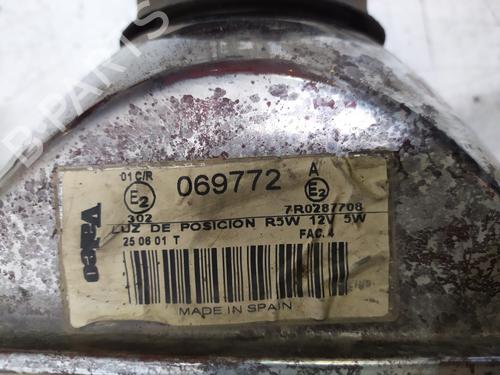 B-PARTS
01 C/R
E2
302
069772
A
E2
7R0287708
Valeo
LUZ DE POSICION R5W 12V 5W
25 06 01 T
FAC. 4
MADE IN SPAIN